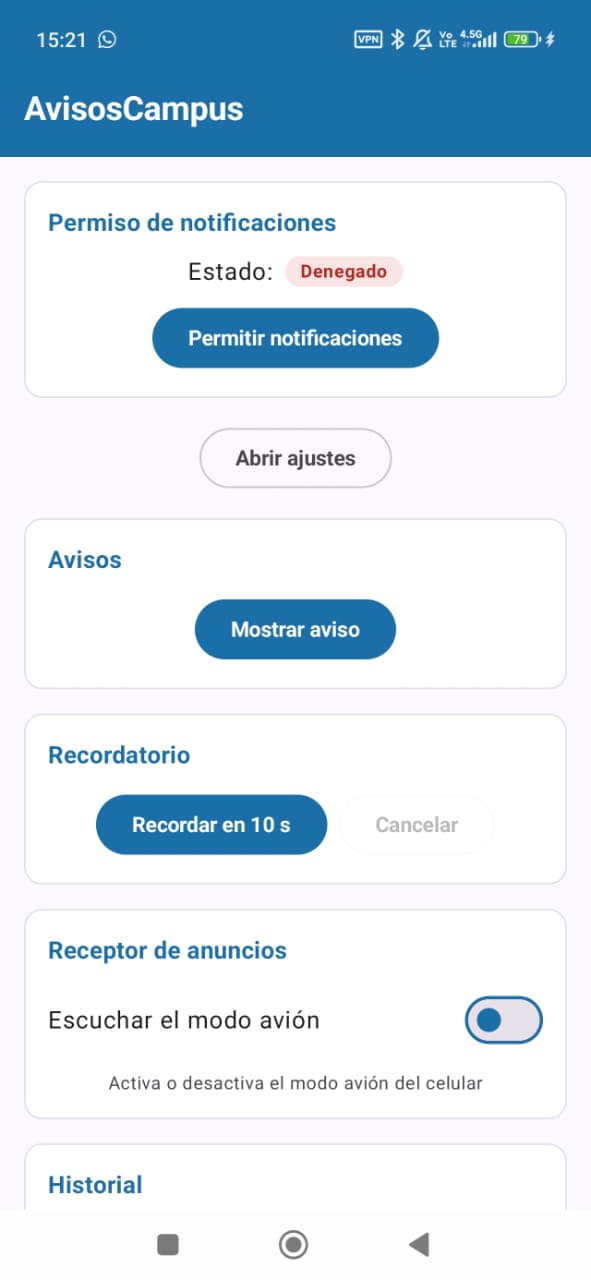 15:21 VPN Vo LTE 4.5G 79
AvisosCampus
Permiso de notificaciones
Estado: Denegado
Permitir notificaciones
Abrir ajustes
Avisos
Mostrar aviso
Recordatorio
Recordar en 10 s Cancelar
Receptor de anuncios
Escuchar el modo avión
Activa o desactiva el modo avión del celular
Historial